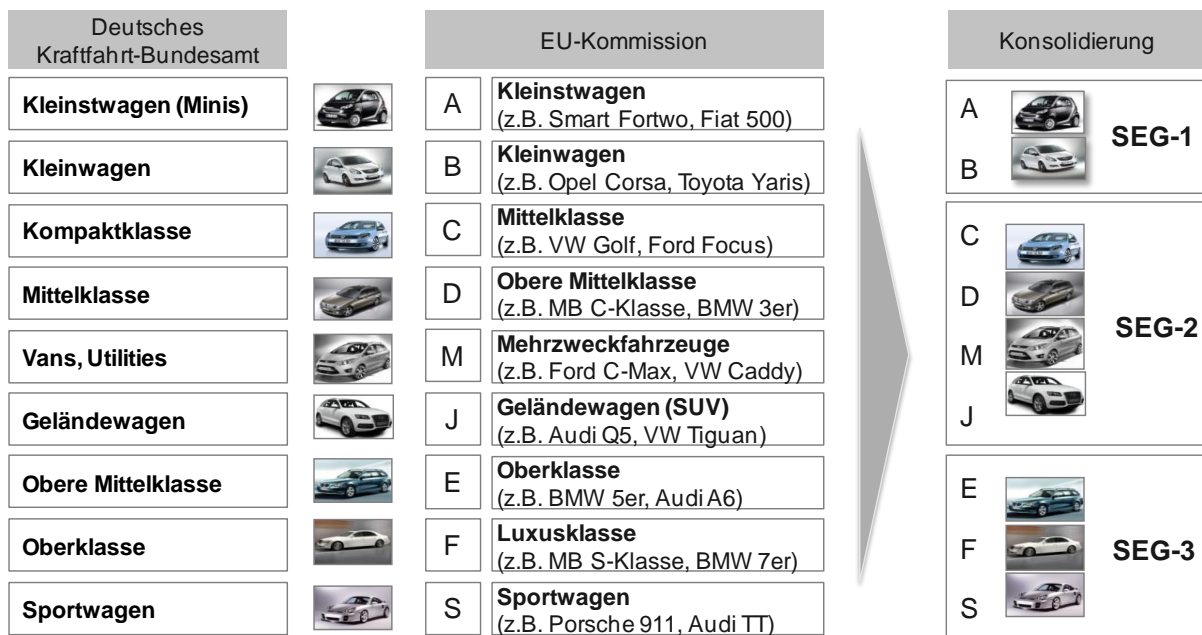 Deutsches
Kraftfahrt-Bundesamt
EU-Kommission
Konsolidierung
Kleinstwagen (Minis)
A
Kleinstwagen
(z.B. Smart Fortwo, Fiat 500)
Kleinwagen
B
Kleinwagen
(z.B. Opel Corsa, Toyota Yaris)
Kompaktklasse
C
Mittelklasse
(z.B. VW Golf, Ford Focus)
Mittelklasse
D
Obere Mittelklasse
(z.B. MB C-Klasse, BMW 3er)
Vans, Utilities
M
Mehrzweckfahrzeuge
(z.B. Ford C-Max, VW Caddy)
Geländewagen
J
Geländewagen (SUV)
(z.B. Audi Q5, VW Tiguan)
Obere Mittelklasse
E
Oberklasse
(z.B. BMW 5er, Audi A6)
Oberklasse
F
Luxusklasse
(z.B. MB S-Klasse, BMW 7er)
Sportwagen
S
Sportwagen
(z.B. Porsche 911, Audi TT)
A
B
SEG-1
C
D
M
J
SEG-2
E
F
S
SEG-3